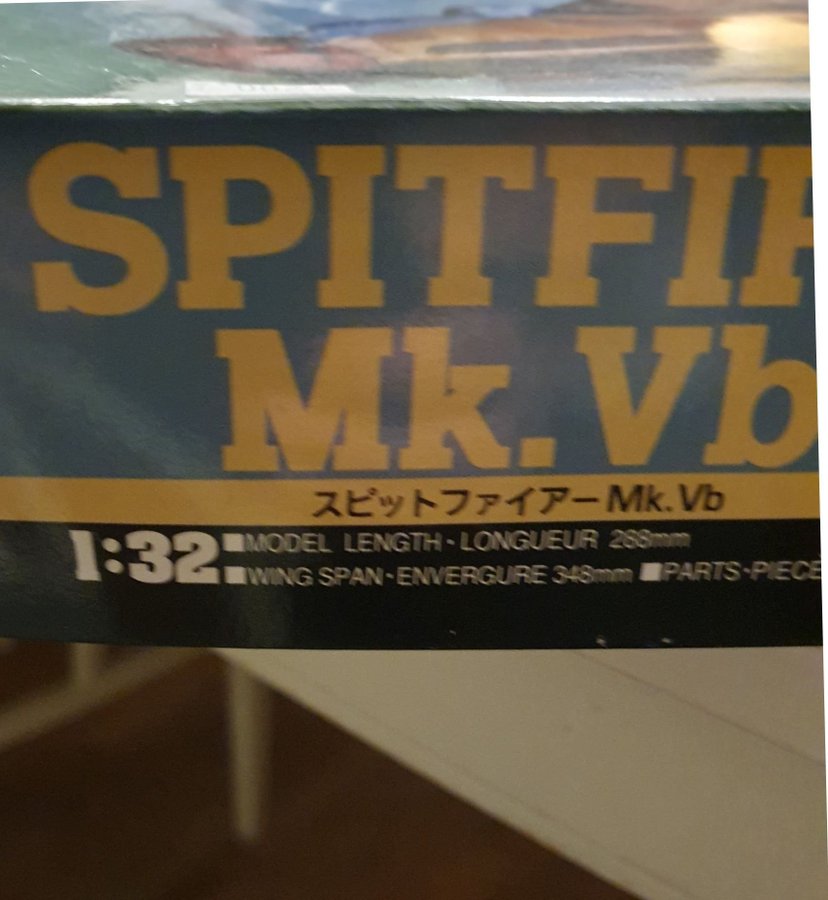 SPITFIR
Mk.Vb
スピットファイアーMk.Vb
1:32 ■MODEL LENGTH・LONGUEUR 288mm
■WING SPAN・ENVERGURE 348mm ■PARTS・PIECE